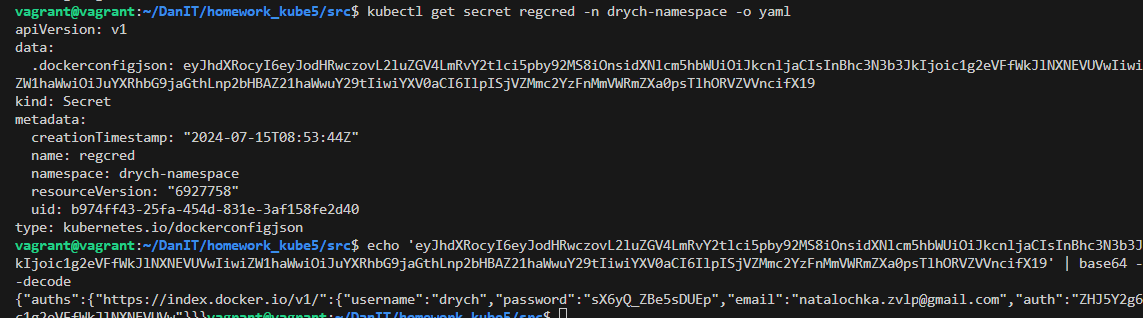 vagrant@vagrant:~/DanIT/homework_kube5/src$ kubectl get secret regcred -n drych-namespace -o yaml
apiVersion: v1
data:
.dockerconfigjson: eyJhdXRocyI6eyJodHRwczovL2luZGV4LmRvY2tlci5pby92MS8iOnsidXNlcm5hbWUiOiJkcnljaCIsInBhc3N3b3JkIjoic1g2eVFfWkJlNXNEVUVwIiwi
ZW1haWwiOiJuYXRhbG9jaGthLnp2bHBAZ21haWwuY29tIiwiYXV0aCI6IlpISjVZMmc2YzFnMmVWRmZXa0psTlhORVZVVncifX19
kind: Secret
metadata:
creationTimestamp: "2024-07-15T08:53:44Z"
name: regcred
namespace: drych-namespace
resourceVersion: "6927758"
uid: b974ff43-25fa-454d-831e-3af158fe2d40
type: kubernetes.io/dockerconfigjson
vagrant@vagrant:~/DanIT/homework_kube5/src$ echo 'eyJhdXRocyI6eyJodHRwczovL2luZGV4LmRvY2tlci5pby92MS8iOnsidXNlcm5hbWUiOiJkcnljaCIsInBhc3N3b3J
kIjoic1g2eVFfWkJlNXNEVUVwIiwiZW1haWwiOiJuYXRhbG9jaGthLnp2bHBAZ21haWwuY29tIiwiYXV0aCI6IlpISjVZMmc2YzFnMmVWRmZXa0psTlhORVZVVncifX19' | base64 -
-decode
{"auths":{"https://index.docker.io/v1/":{"username":"drych","password":"sX6yQ_ZBe5sDUEp","email":"natalochka.zvlp@gmail.com","auth":"ZHJ5Y2g6
c1g2eVFfWkJlNXNEVUVw"}}}vagrant@vagrant:~/DanIT/homework_kube5/src$